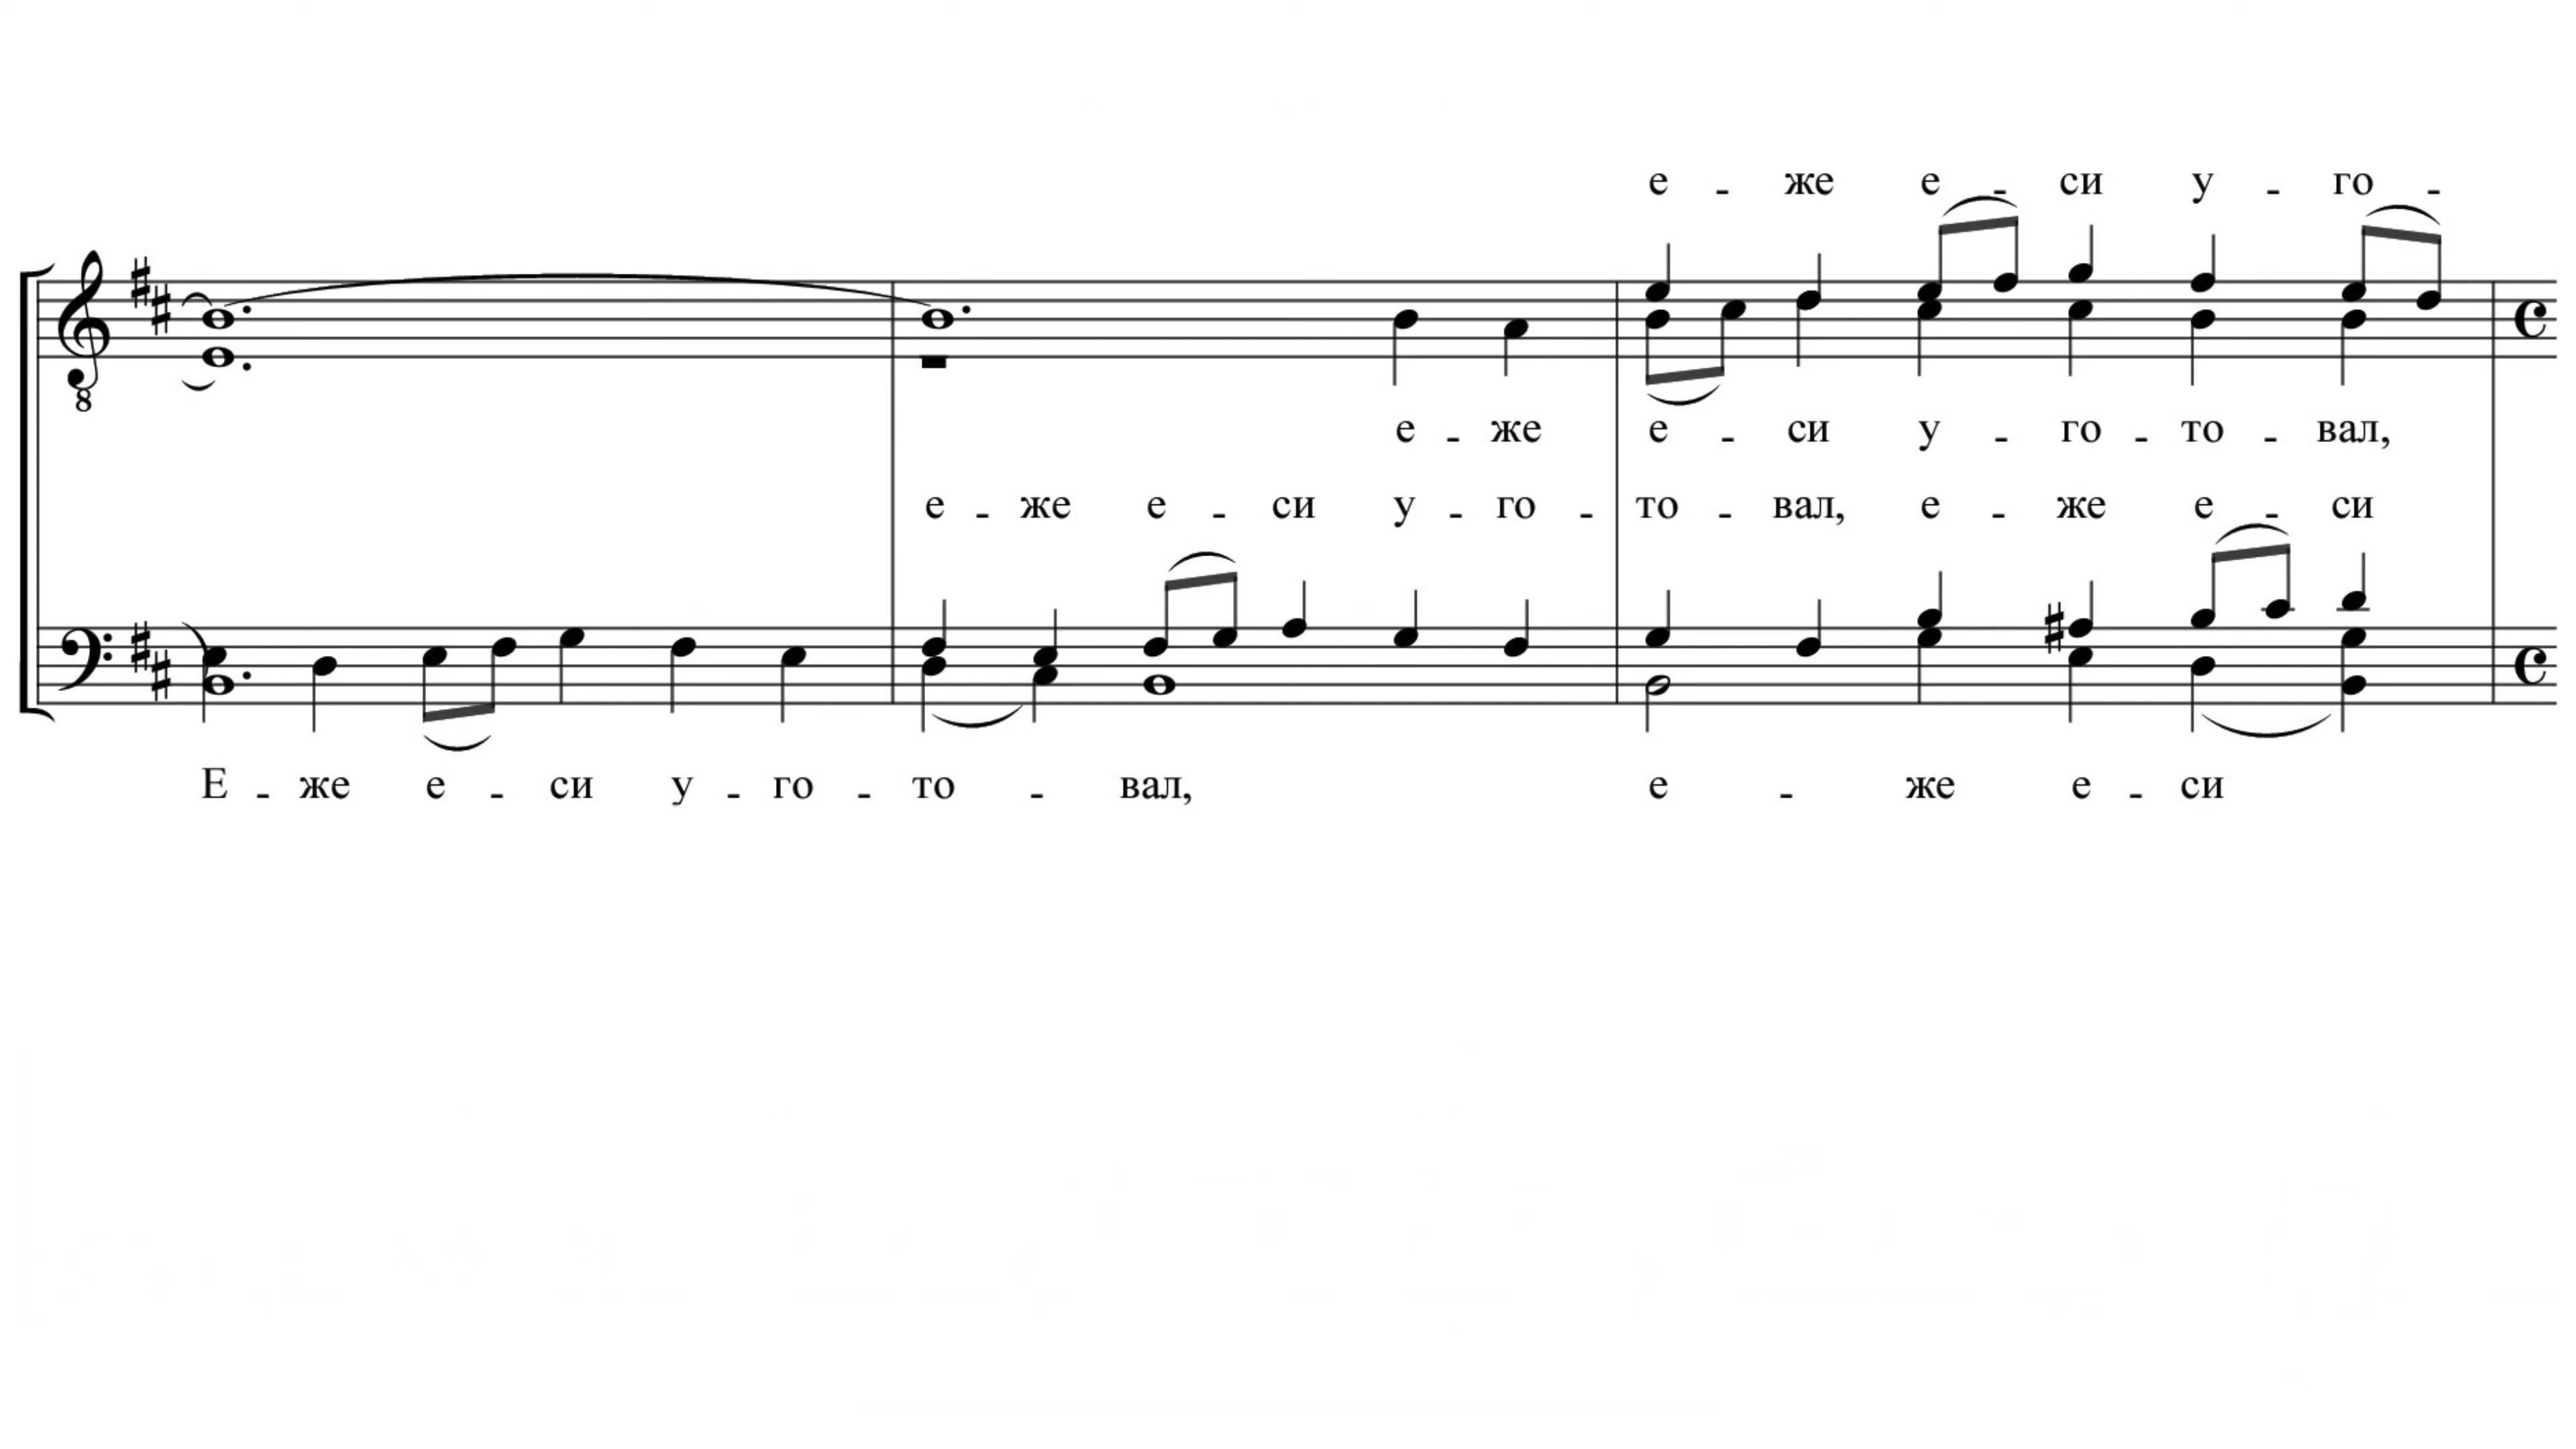 е - же е - си у - го -
8
е - же е - си у - го - то - вал,
е - же е - си у - го - то - вал, е - же е - си
Е - же е - си у - го - то - вал, е - же е - си